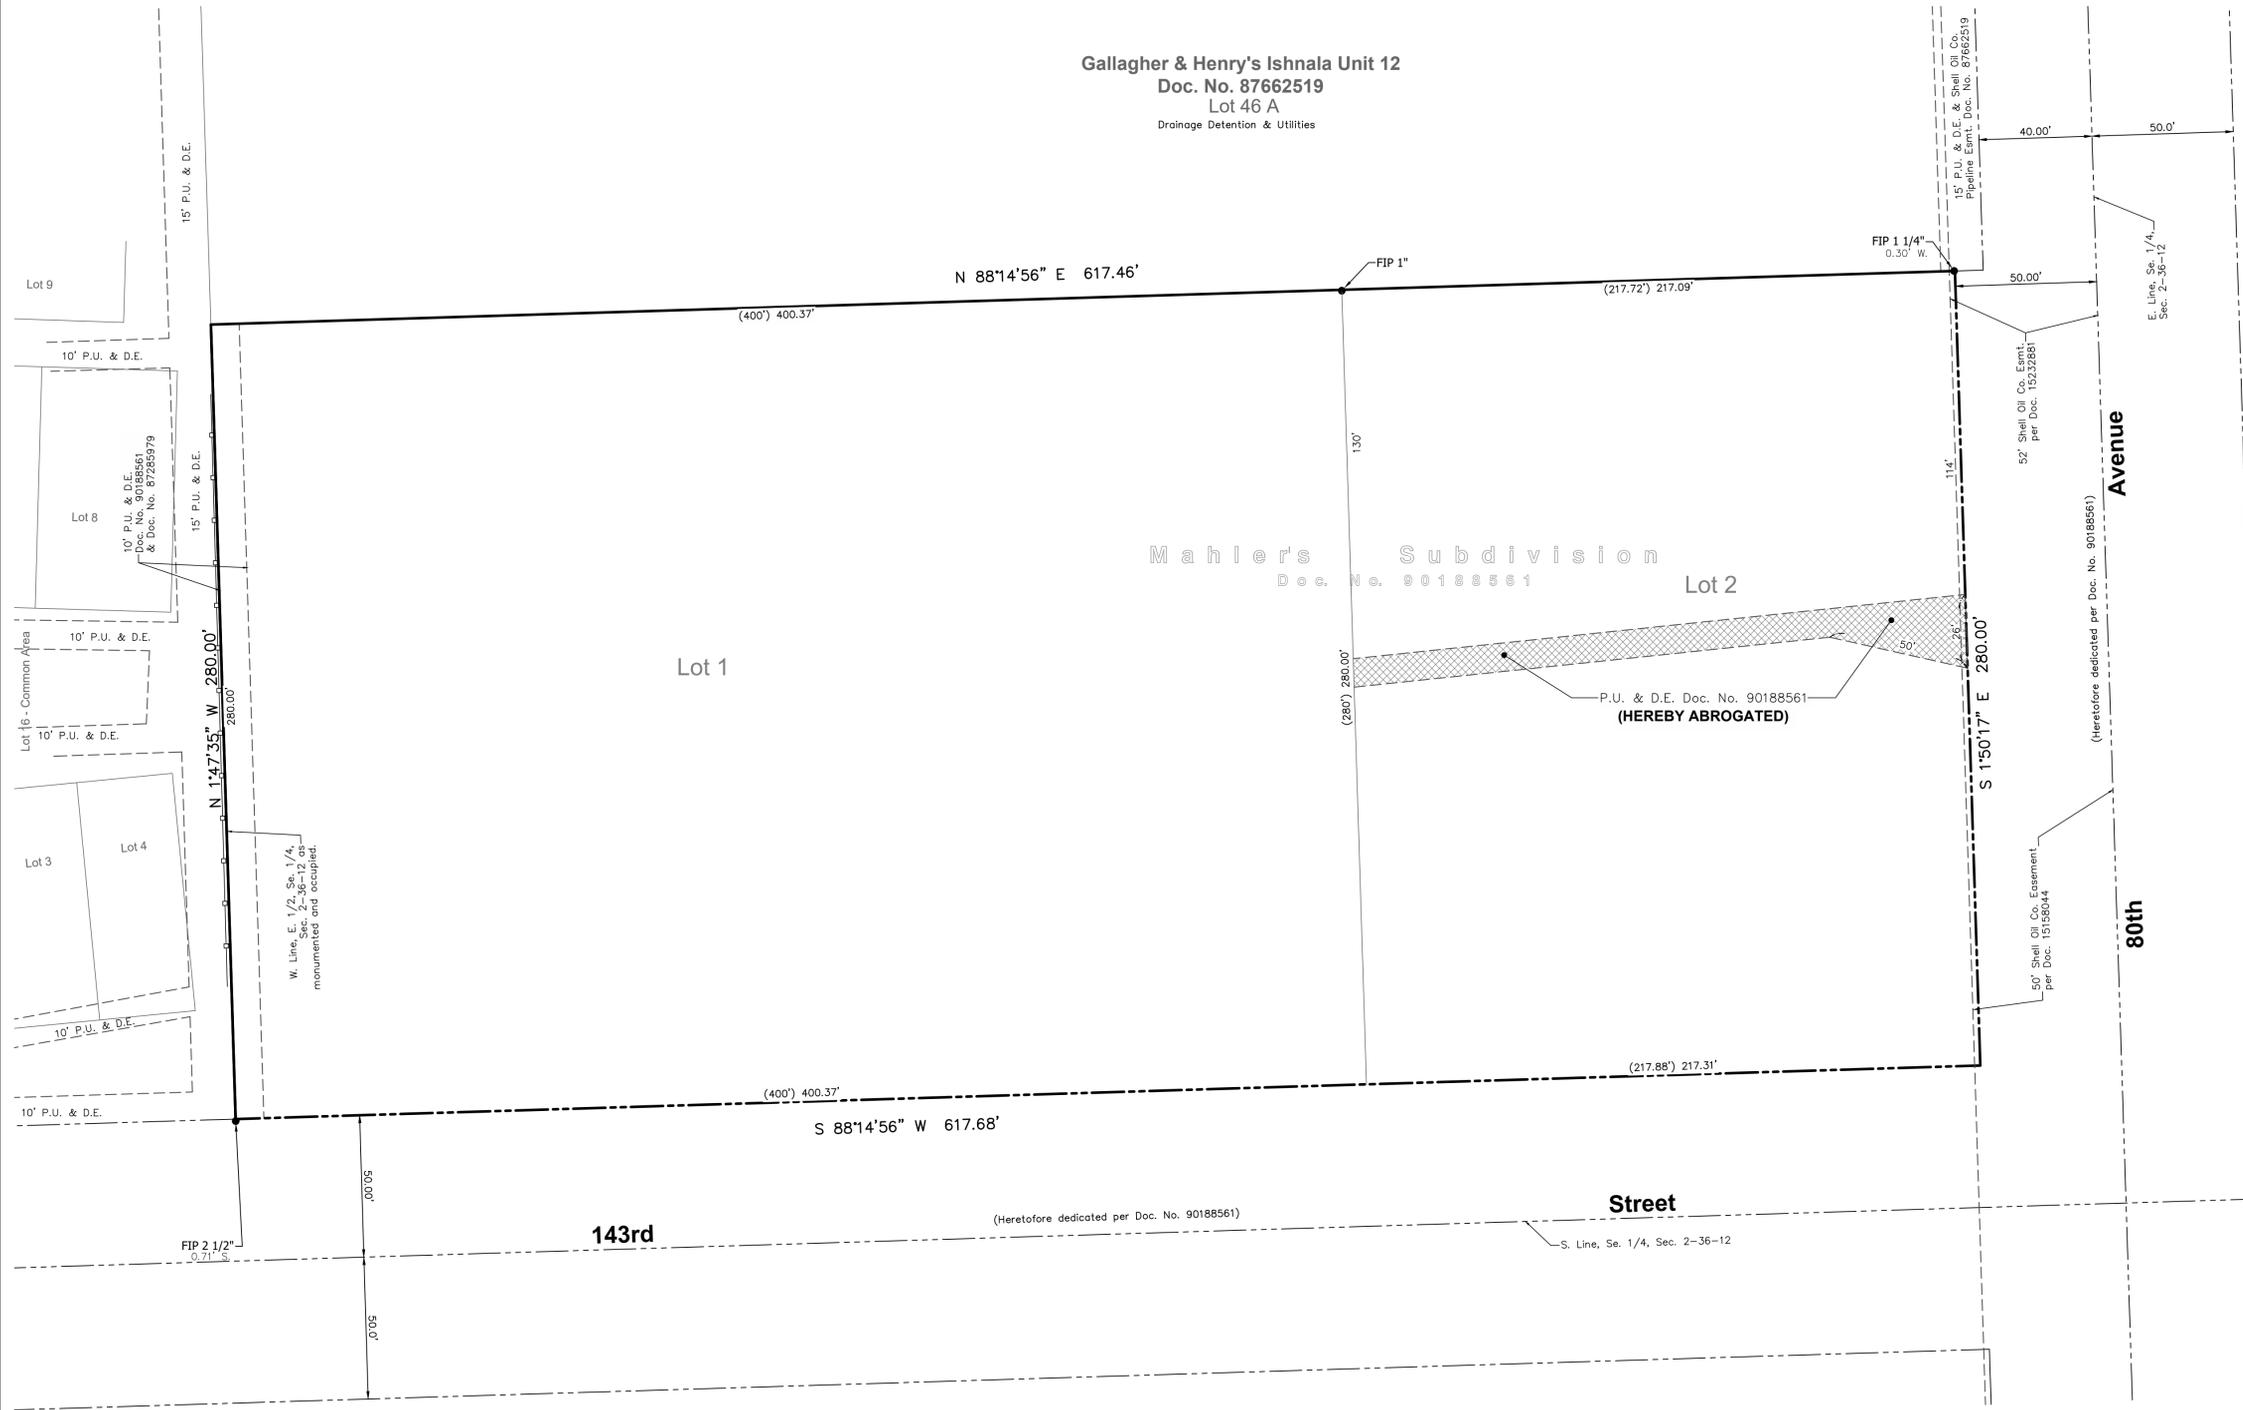 Gallagher & Henry's Ishnala Unit 12
Doc. No. 87662519
Lot 46 A
Drainage Detention & Utilities
15' P.U. & D.E. & Shell Oil Co.
Pipeline Esmt. Doc. No. 87662519
40.00'
50.0'
15' P.U. & D.E.
E. Line, Se. 1/4,
Sec. 2-36-12
FIP 1 1/4"
0.30' W.
FIP 1"
N 88°14'56" E 617.46'
(400') 400.37'
(217.72') 217.09'
50.00'
Lot 9
10' P.U. & D.E.
52' Shell Oil Co. Esmt.
per Doc. 15232881
130'
114'
Avenue
10' P.U. & D.E.
Doc. No. 90188561
& Doc. No. 87285979
15' P.U. & D.E.
Lot 8
Mahler's Subdivision
Doc. No. 90188561
Lot 2
(Heretofore dedicated per Doc. No. 90188561)
10' P.U. & D.E.
Lot 16 - Common Area
N 1°47'35" W 280.00'
280.00'
Lot 1
(280') 280.00'
26'
50'
S 1°50'17" E 280.00'
P.U. & D.E. Doc. No. 90188561
(HEREBY ABROGATED)
10' P.U. & D.E.
Lot 3
Lot 4
W. Line, E. 1/2, Se. 1/4,
Sec. 2-36-12 as
monumented and occupied.
50' Shell Oil Co. Easement
per Doc. 15158044
80th
10' P.U. & D.E.
10' P.U. & D.E.
(400') 400.37'
(217.88') 217.31'
S 88°14'56" W 617.68'
50.00'
143rd
(Heretofore dedicated per Doc. No. 90188561)
Street
S. Line, Se. 1/4, Sec. 2-36-12
FIP 2 1/2"
0.71' S.
50.0'